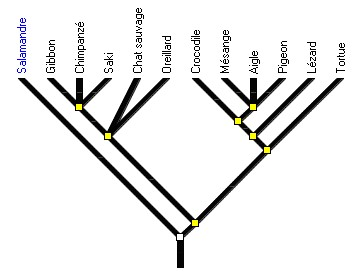 Salamandre
Gibbon
Chimpanzé
Saki
Chat sauvage
Oreillard
Crocodile
Mésange
Aigle
Pigeon
Lézard
Tortue